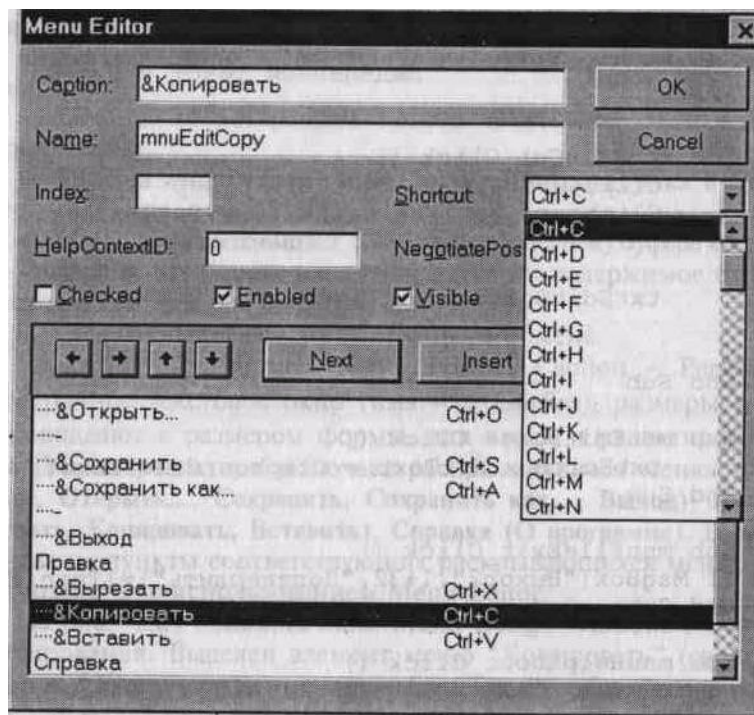 Menu Editor
Caption: &Копировать OK
Name: mnuEditCopy Cancel
Index: Shortcut: Ctrl+C
HelpContextID: 0 NegotiatePos
Checked Enabled Visible
Ctrl+C
Ctrl+D
Ctrl+E
Ctrl+F
Ctrl+G
Ctrl+H
Ctrl+I
Ctrl+J
Ctrl+K
Ctrl+L
Ctrl+M
Ctrl+N
Next Insert
····&Открыть... Ctrl+O
····&Сохранить Ctrl+S
····&Сохранить как... Ctrl+A
····-
····&Выход
Правка
····&Вырезать Ctrl+X
····&Копировать Ctrl+C
····&Вставить Ctrl+V
Справка